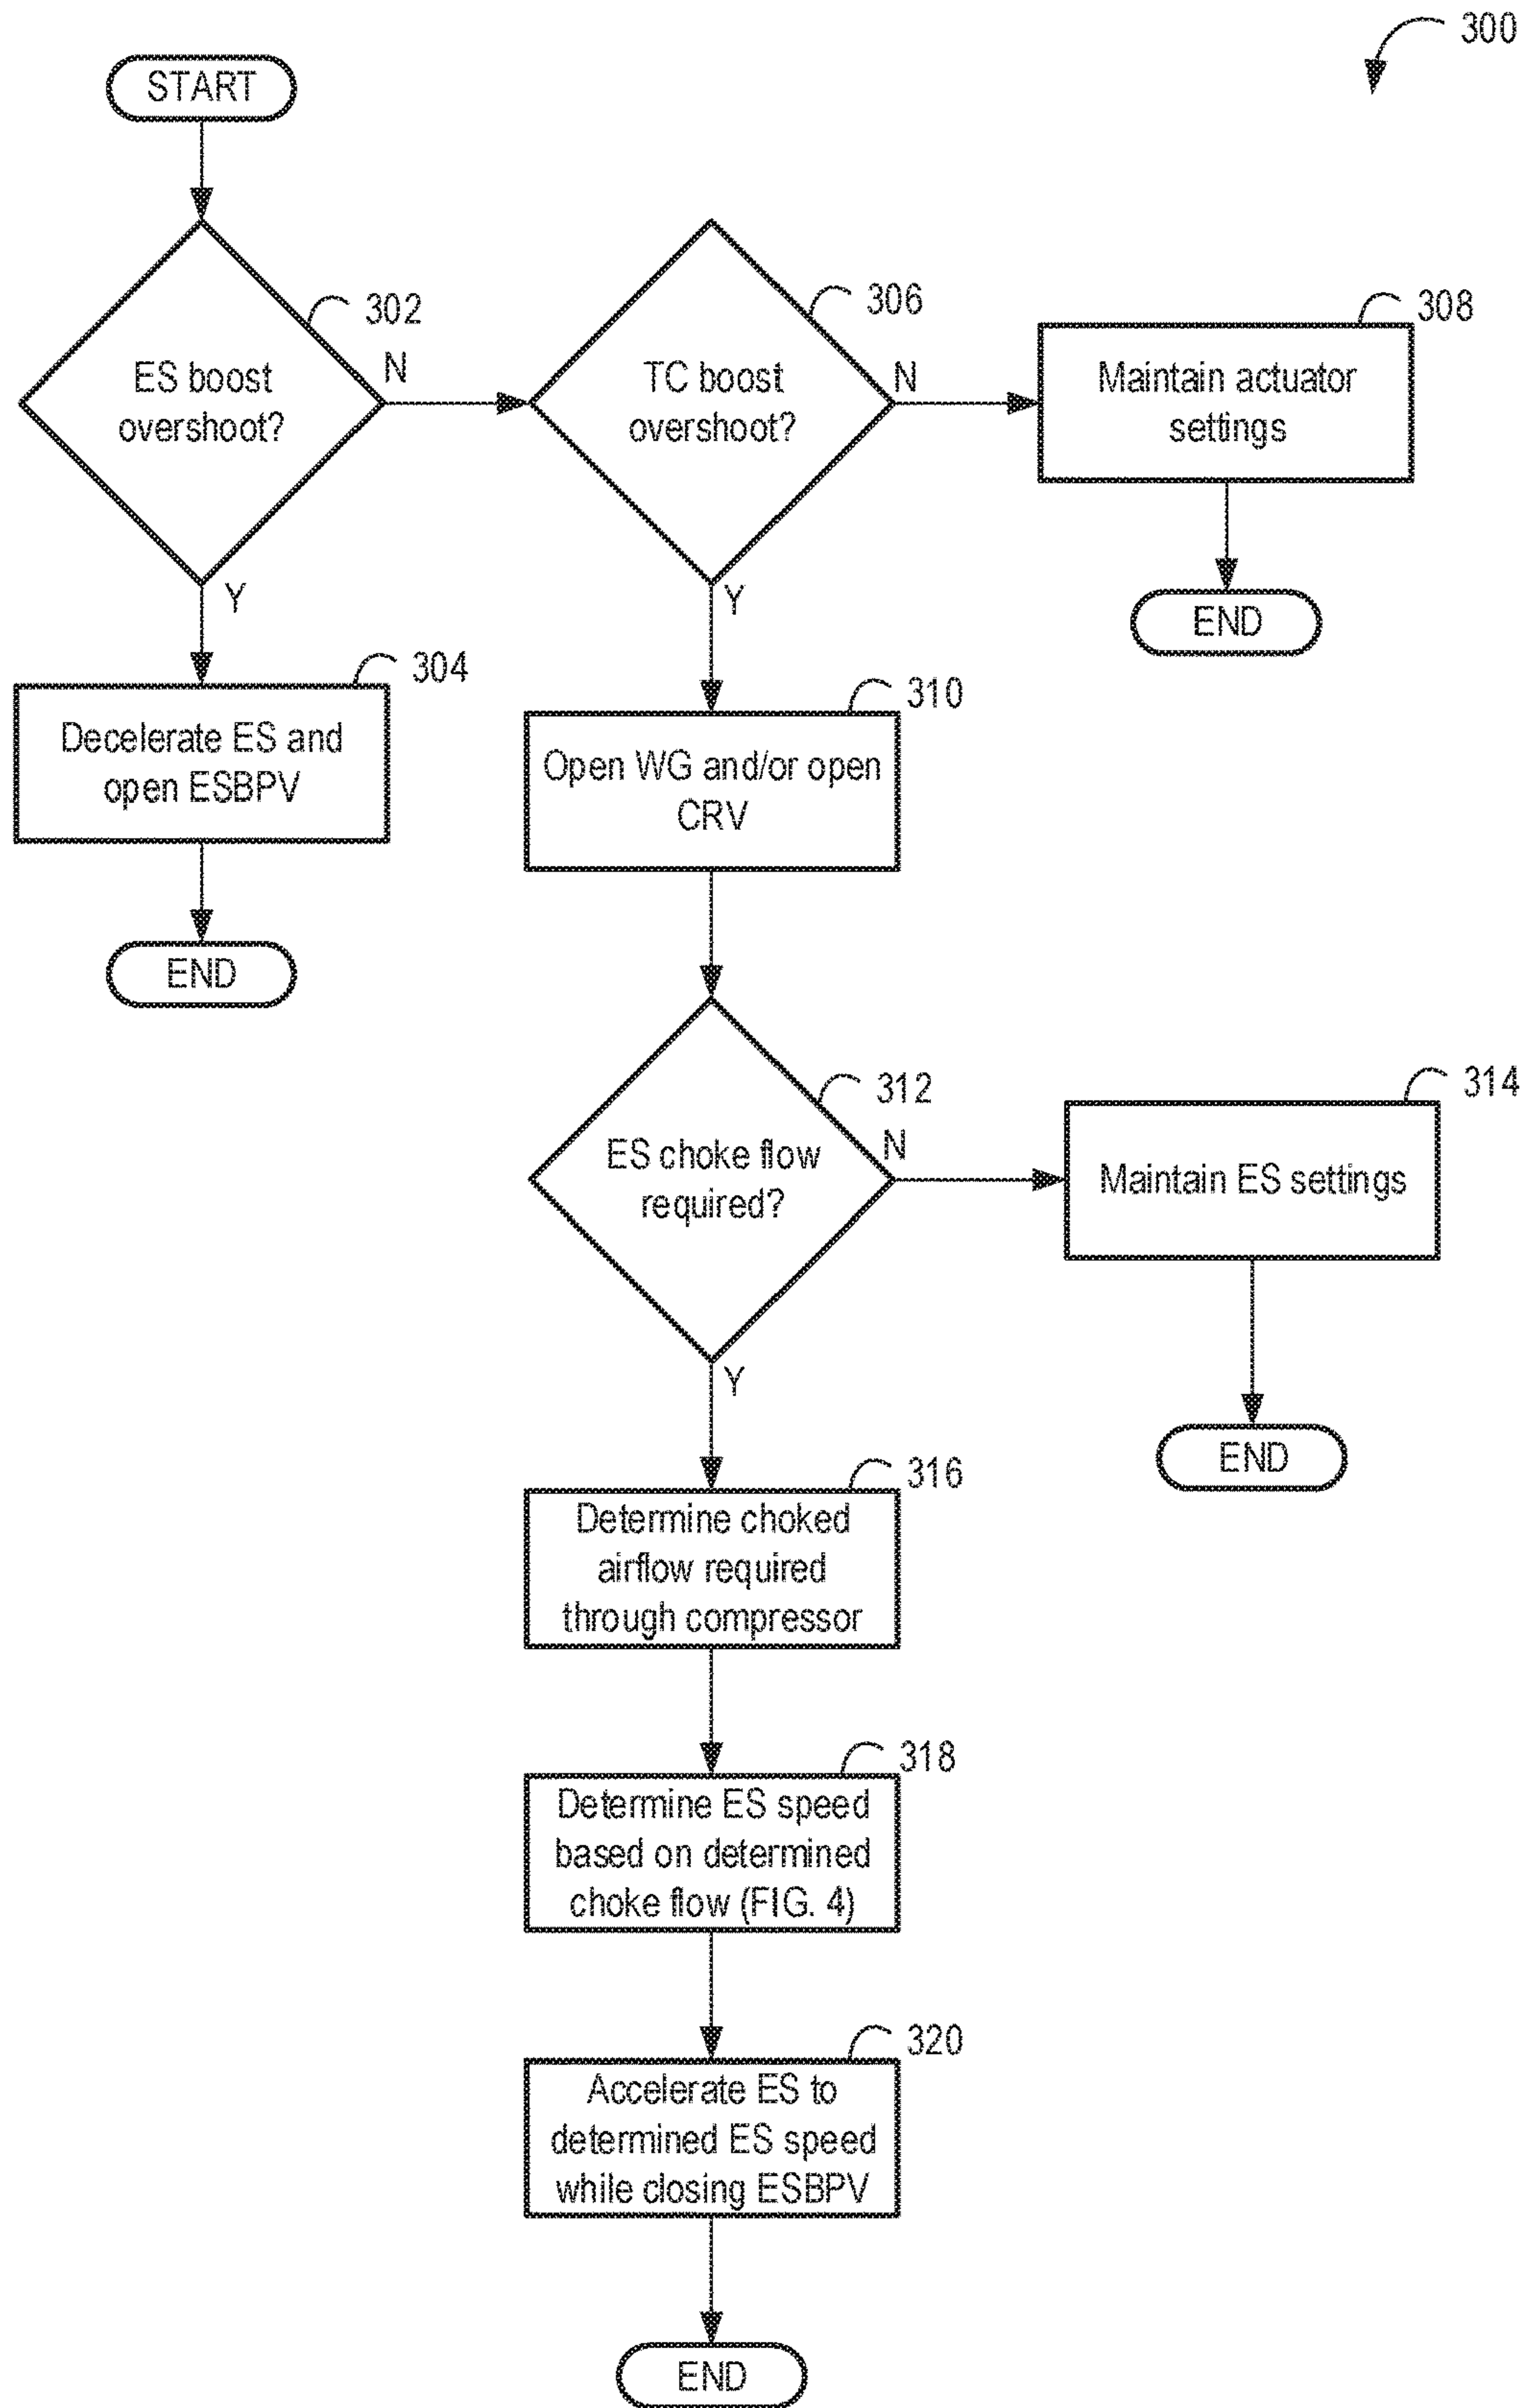 300
START
302
ES boost
overshoot?
N
Y
306
TC boost
overshoot?
N
Y
308
Maintain actuator
settings
END
304
Decelerate ES and
open ESBPV
END
310
Open WG and/or open
CRV
312
ES choke flow
required?
N
Y
314
Maintain ES settings
END
316
Determine choked
airflow required
through compressor
318
Determine ES speed
based on determined
choke flow (FIG. 4)
320
Accelerate ES to
determined ES speed
while closing ESBPV
END